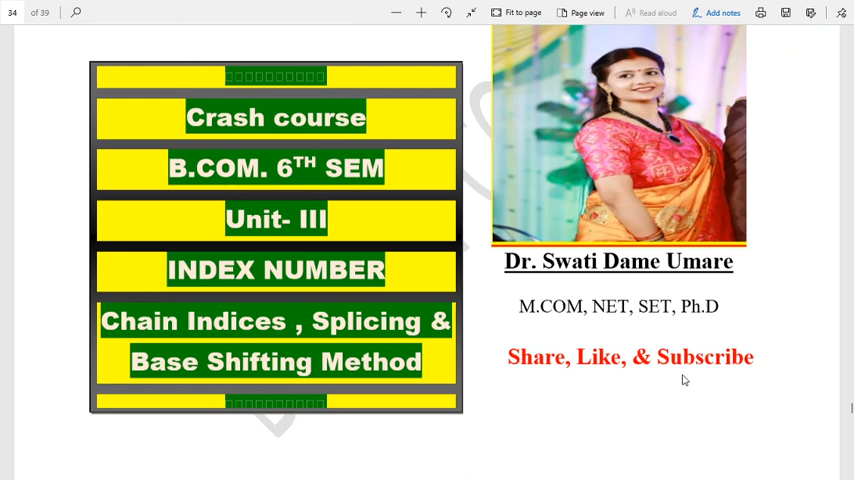 34 of 39
Fit to page
Page view
Read aloud
Add notes
Crash course
B.COM. 6TH SEM
Unit- III
INDEX NUMBER
Chain Indices , Splicing &
Base Shifting Method
Dr. Swati Dame Umare
M.COM, NET, SET, Ph.D
Share, Like, & Subscribe